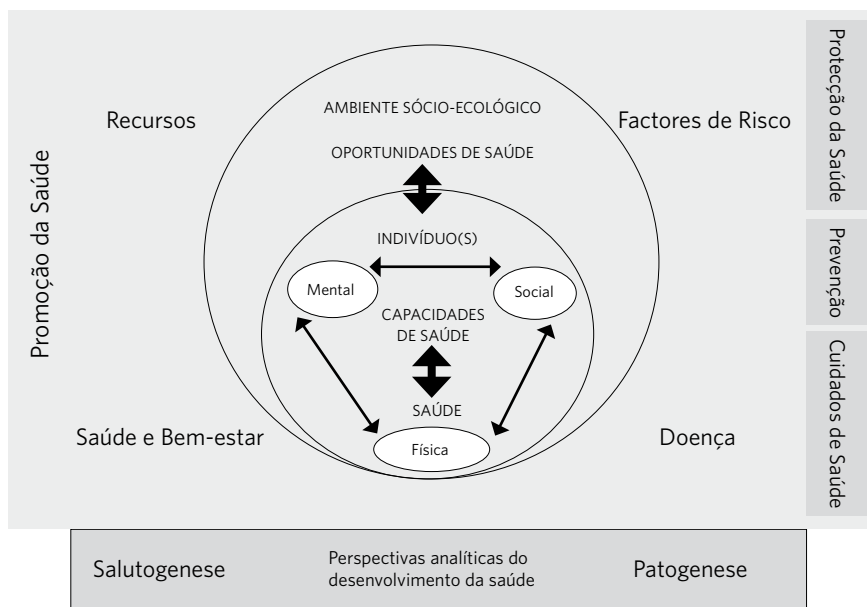 Promoção da Saúde
Recursos
AMBIENTE SÓCIO-ECOLÓGICO
Factores de Risco
OPORTUNIDADES DE SAÚDE
INDIVÍDUO(S)
Mental
Social
CAPACIDADES
DE SAÚDE
SAÚDE
Física
Saúde e Bem-estar
Doença
Protecção da Saúde
Prevenção
Cuidados de Saúde
Salutogenese
Perspectivas analíticas do
desenvolvimento da saúde
Patogenese